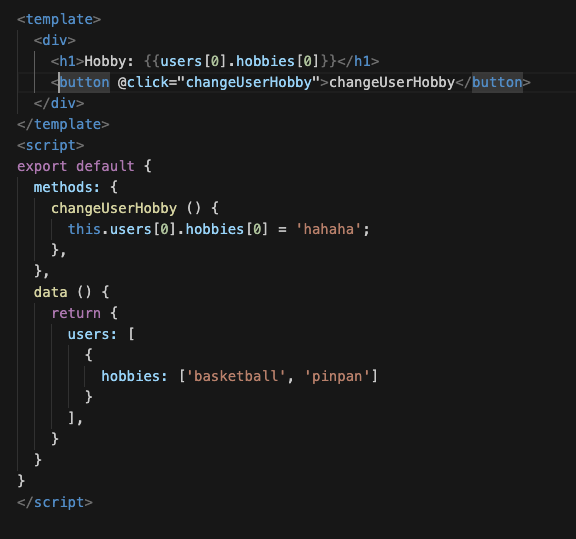 <template>
<div>
<h1>Hobby: {{users[0].hobbies[0]}}</h1>
<button @click="changeUserHobby">changeUserHobby</button>
</div>
</template>
<script>
export default {
methods: {
changeUserHobby () {
this.users[0].hobbies[0] = 'hahaha';
},
},
data () {
return {
users: [
{
hobbies: ['basketball', 'pinpan']
}
],
}
}
}
</script>